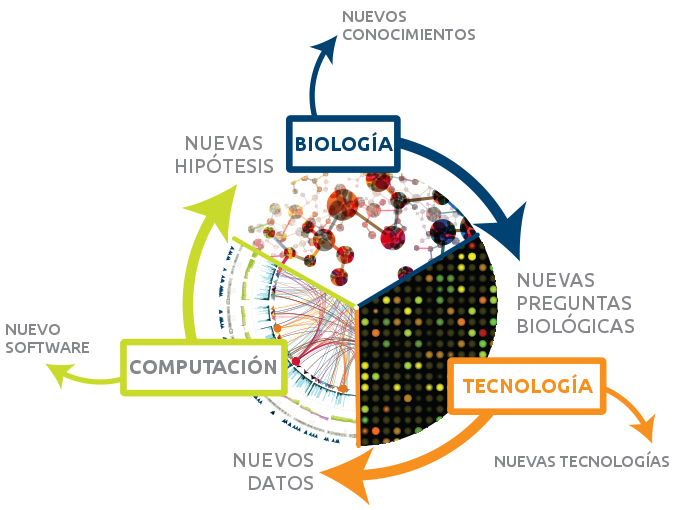 NUEVOS
CONOCIMIENTOS
BIOLOGÍA
NUEVAS
HIPÓTESIS
NUEVAS
PREGUNTAS
BIOLÓGICAS
NUEVO
SOFTWARE
COMPUTACIÓN
TECNOLOGÍA
NUEVOS
DATOS
NUEVAS TECNOLOGÍAS